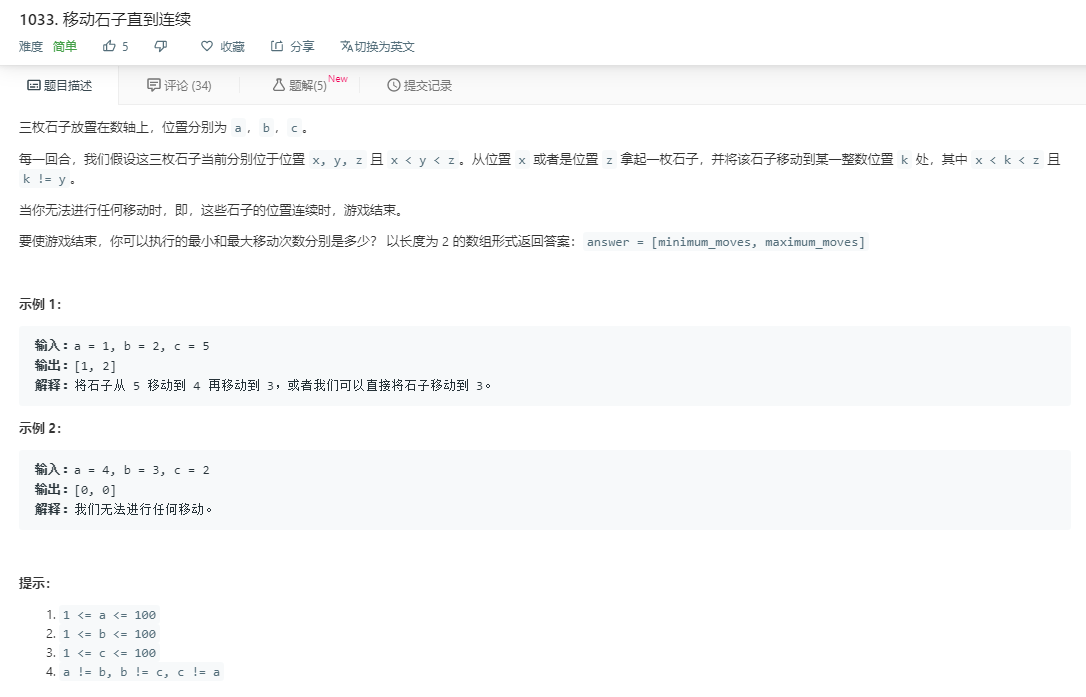 1033. 移动石子直到连续
难度 简单 5 收藏 分享 切换为英文
题目描述 评论 (34) 题解(5) New 提交记录
三枚石子放置在数轴上，位置分别为 a，b，c。
每一回合，我们假设这三枚石子当前分别位于位置 x, y, z 且 x < y < z。从位置 x 或者是位置 z 拿起一枚石子，并将该石子移动到某一整数位置 k 处，其中 x < k < z 且
k != y。
当你无法进行任何移动时，即，这些石子的位置连续时，游戏结束。
要使游戏结束，你可以执行的最小和最大移动次数分别是多少？ 以长度为 2 的数组形式返回答案：answer = [minimum_moves, maximum_moves]
示例 1：
输入：a = 1, b = 2, c = 5
输出：[1, 2]
解释：将石子从 5 移动到 4 再移动到 3，或者我们可以直接将石子移动到 3。
示例 2：
输入：a = 4, b = 3, c = 2
输出：[0, 0]
解释：我们无法进行任何移动。
提示：
1. 1 <= a <= 100
2. 1 <= b <= 100
3. 1 <= c <= 100
4. a != b, b != c, c != a